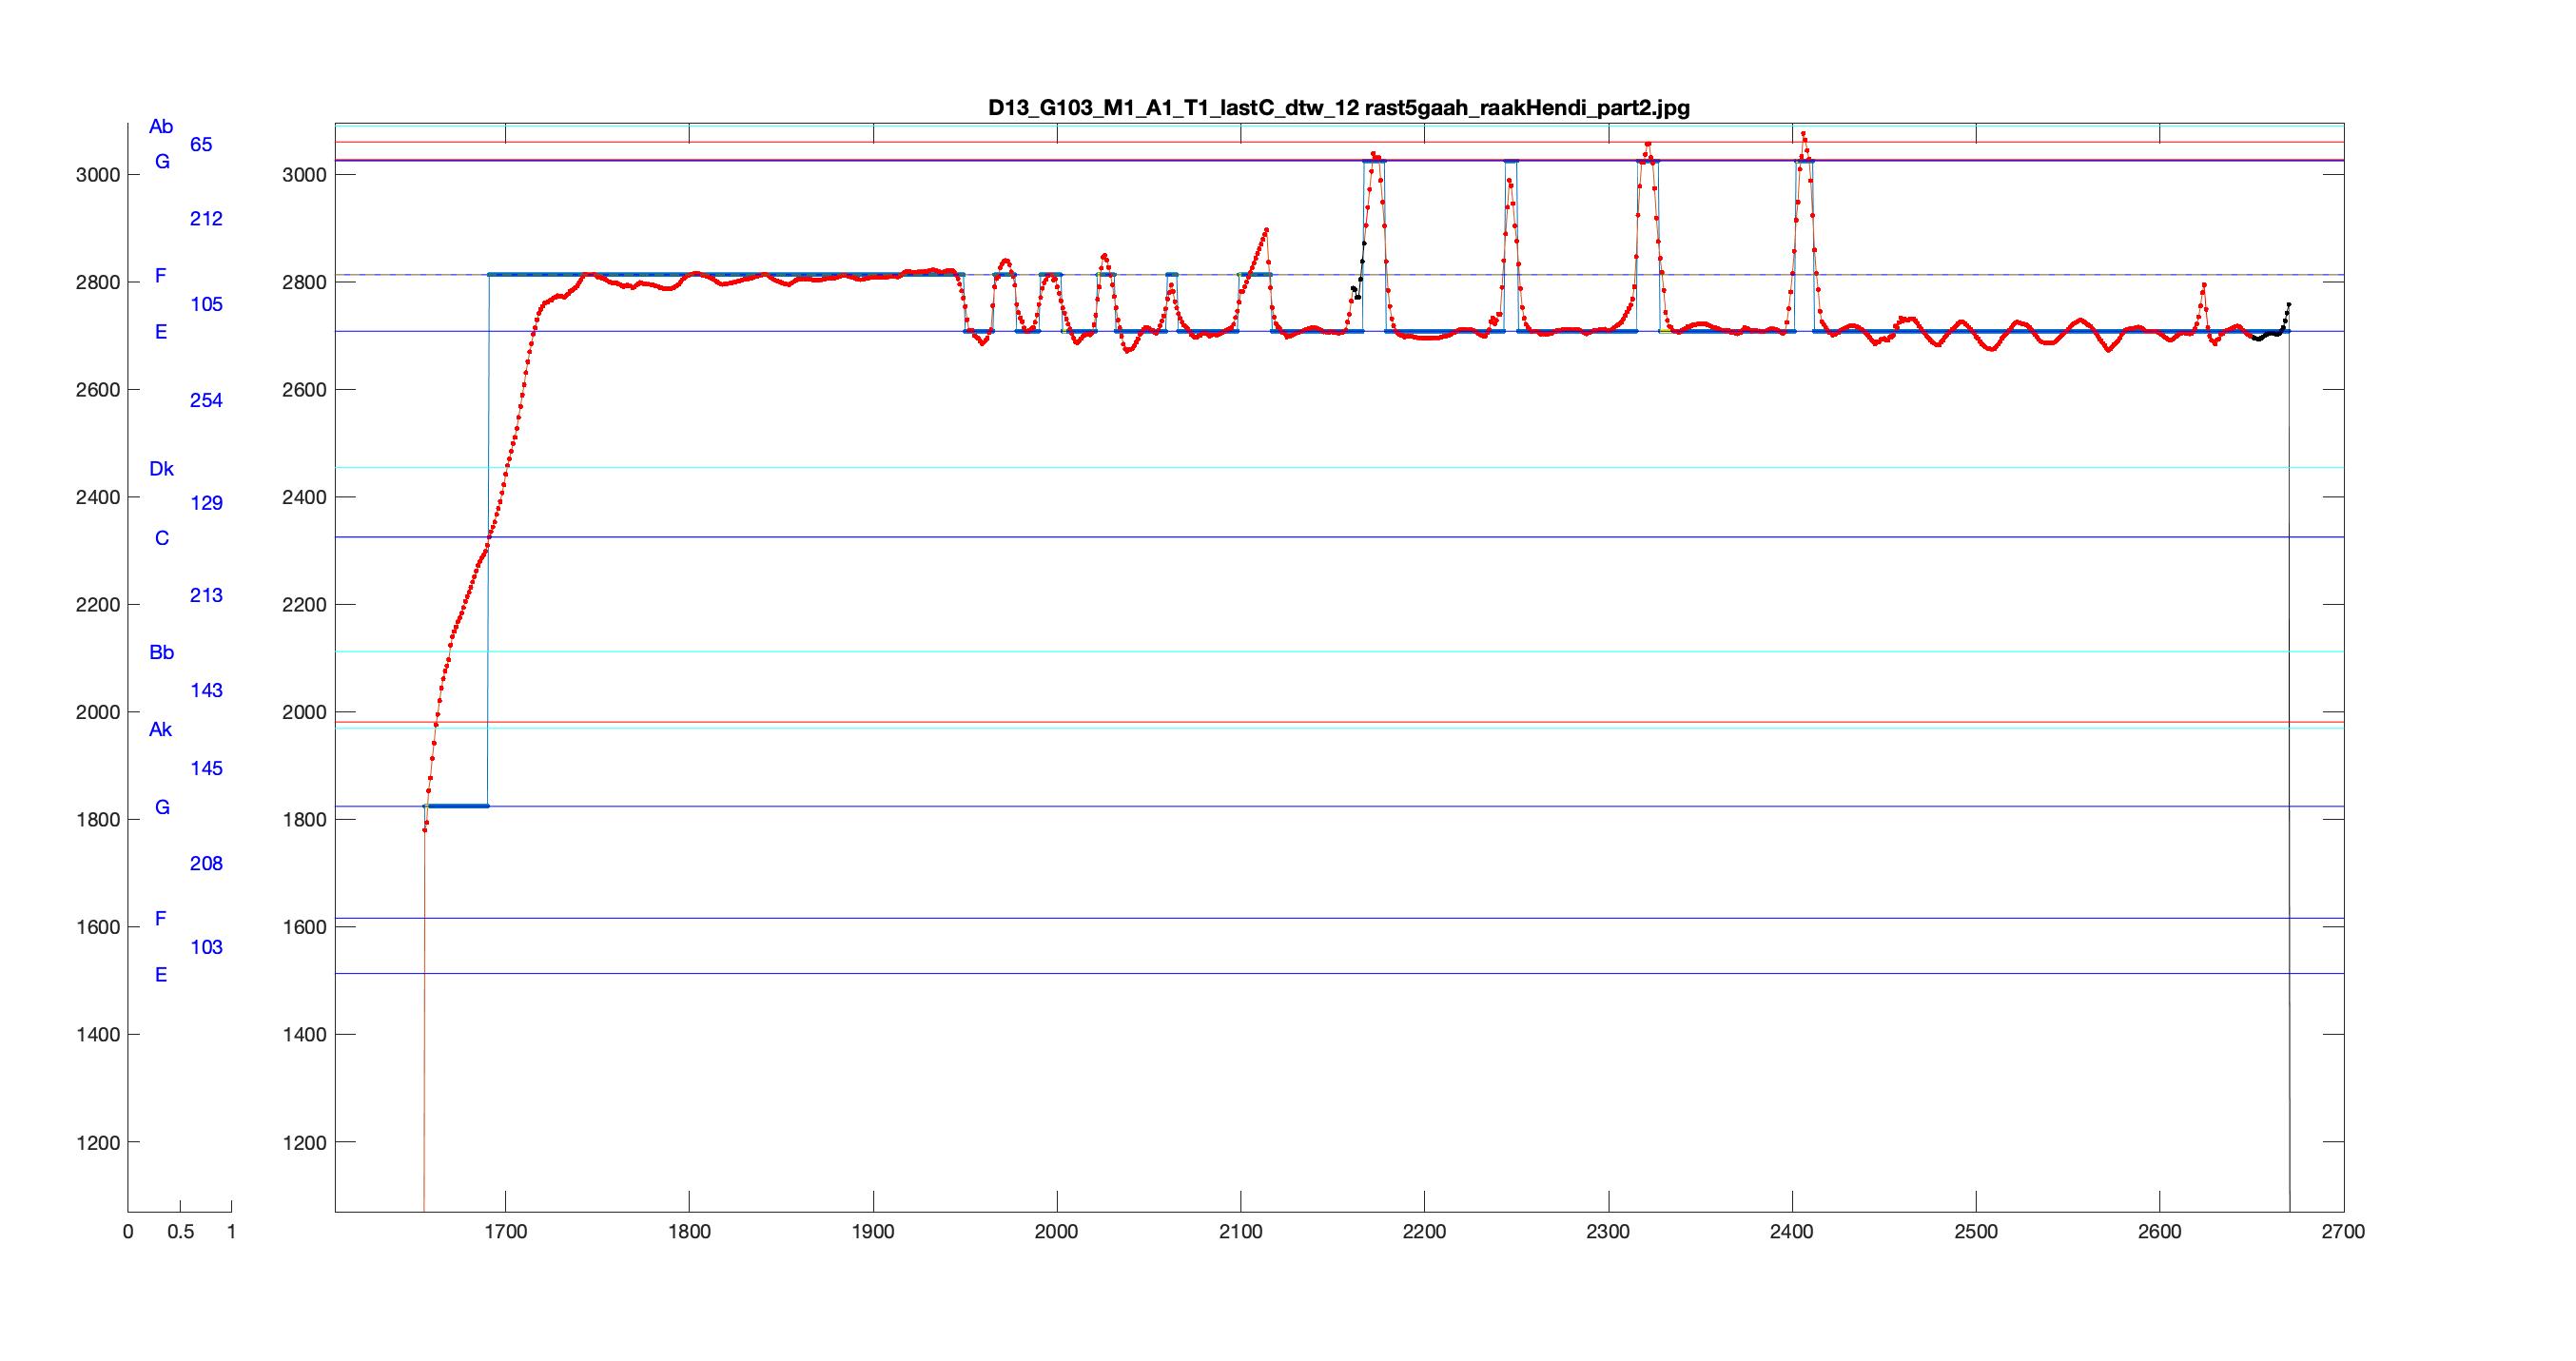 D13_G103_M1_A1_T1_lastC_dtw_12 rast5gaah_raakHendi_part2.jpg
Ab
65
G
3000 3000
212
F
2800 2800
105
E
2600 2600
254
Dk
2400 2400
129
C
2200 2200
213
Bb
143
2000 2000
Ak
145
G
1800 1800
208
F
1600 1600
103
E
1400 1400
1200 1200
0 0.5 1 1700 1800 1900 2000 2100 2200 2300 2400 2500 2600 2700